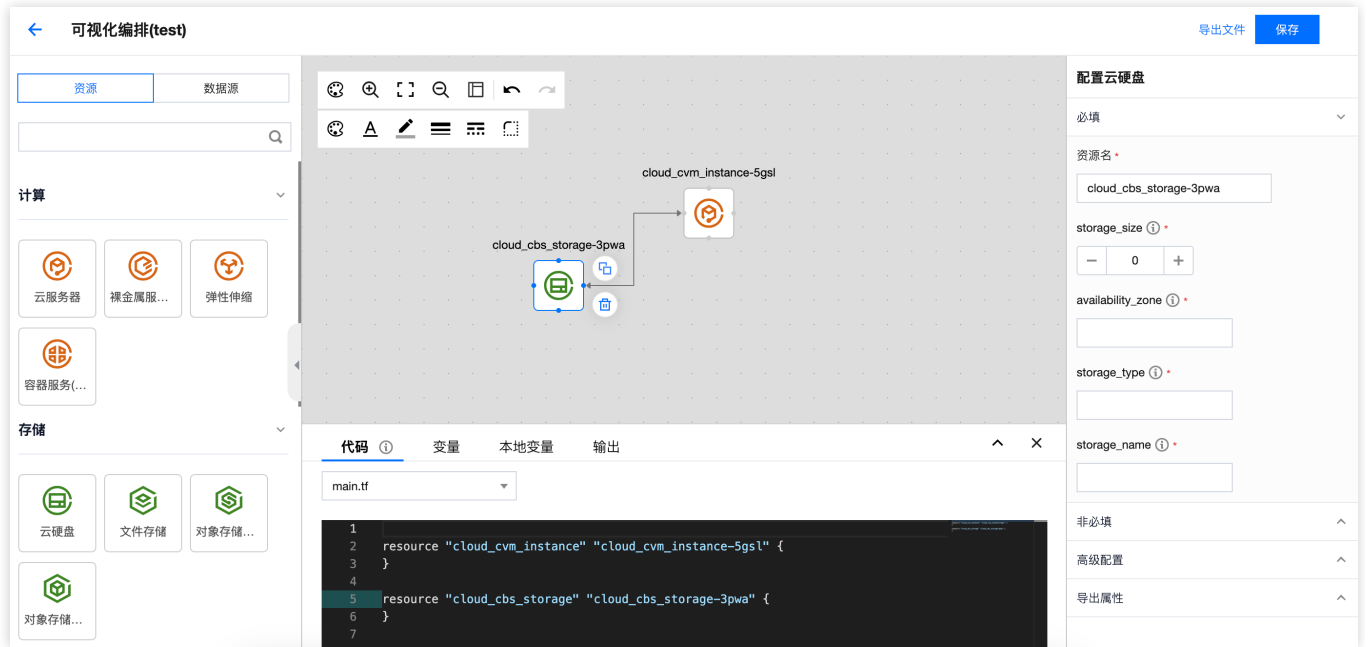 可视化编排(test)
导出文件
保存
资源
数据源
计算
云服务器
裸金属服...
弹性伸缩
容器服务(...
存储
云硬盘
文件存储
对象存储...
对象存储...
A
cloud_cvm_instance-5gsl
cloud_cbs_storage-3pwa
代码
变量
本地变量
输出
main.tf
1
2 resource "cloud_cvm_instance" "cloud_cvm_instance-5gsl" {
3 }
4
5 resource "cloud_cbs_storage" "cloud_cbs_storage-3pwa" {
6 }
7
配置云硬盘
必填
资源名 *
cloud_cbs_storage-3pwa
storage_size *
0
availability_zone *
storage_type *
storage_name *
非必填
高级配置
导出属性